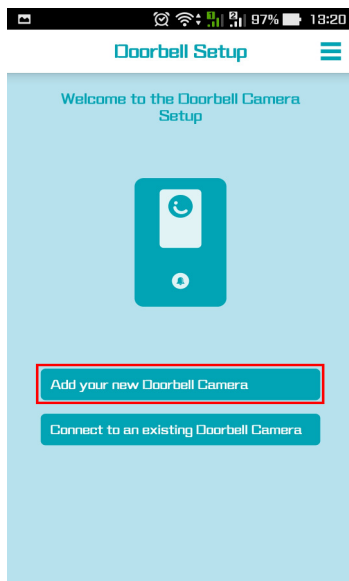 97% 13:20
Doorbell Setup
Welcome to the Doorbell Camera
Setup
Add your new Doorbell Camera
Connect to an existing Doorbell Camera